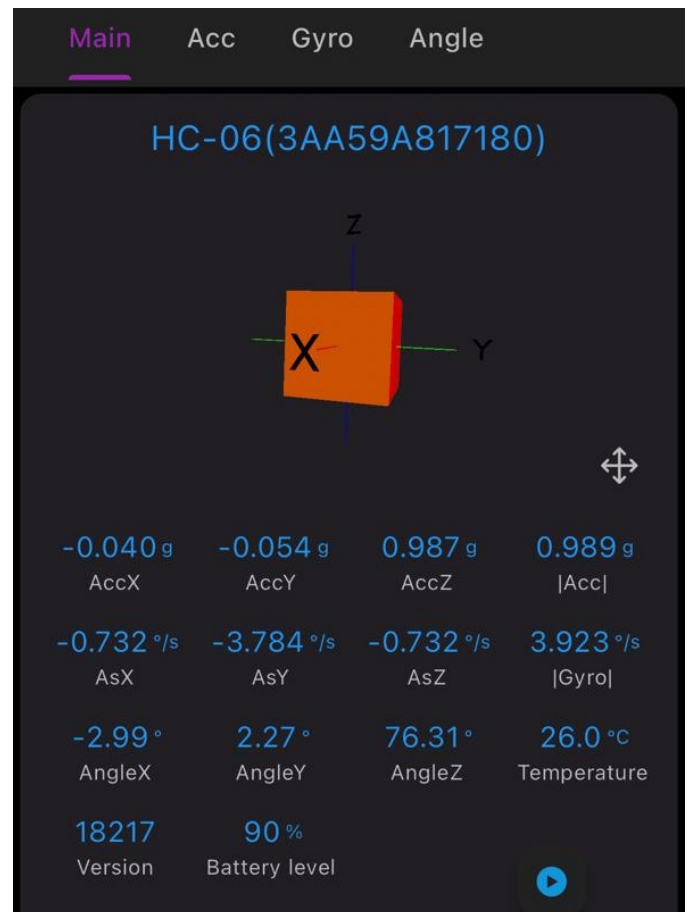 Main Acc Gyro Angle
HC-06(3AA59A817180)
Z
X
Y
-0.040 g -0.054 g 0.987 g 0.989 g
AccX AccY AccZ |Acc|
-0.732 °/s -3.784 °/s -0.732 °/s 3.923 °/s
AsX AsY AsZ |Gyro|
-2.99 ° 2.27 ° 76.31 ° 26.0 °C
AngleX AngleY AngleZ Temperature
18217 90 %
Version Battery level